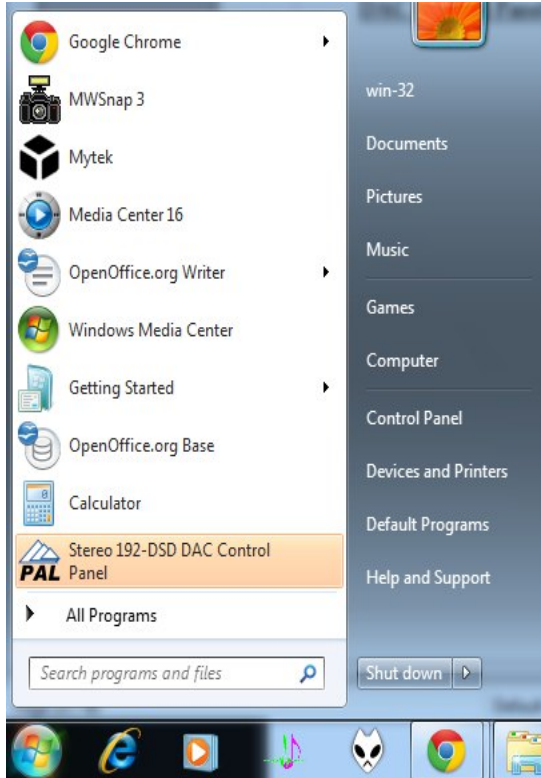 Google Chrome
MWSnap 3
Mytek
Media Center 16
OpenOffice.org Writer
Windows Media Center
Getting Started
OpenOffice.org Base
Calculator
Stereo 192-DSD DAC Control
Panel
PAL
All Programs
Search programs and files
win-32
Documents
Pictures
Music
Games
Computer
Control Panel
Devices and Printers
Default Programs
Help and Support
Shut down